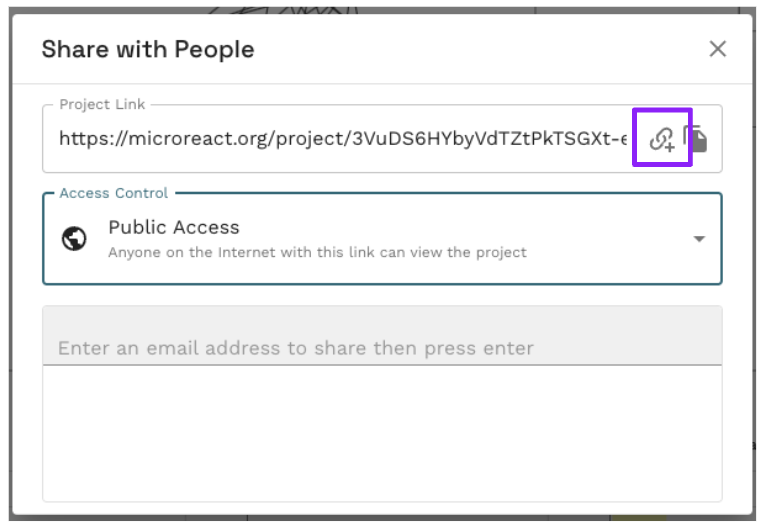 Share with People
Project Link
https://microreact.org/project/3VuDS6HYbyVdTZtPkTSGXt-e
Access Control
Public Access
Anyone on the Internet with this link can view the project
Enter an email address to share then press enter